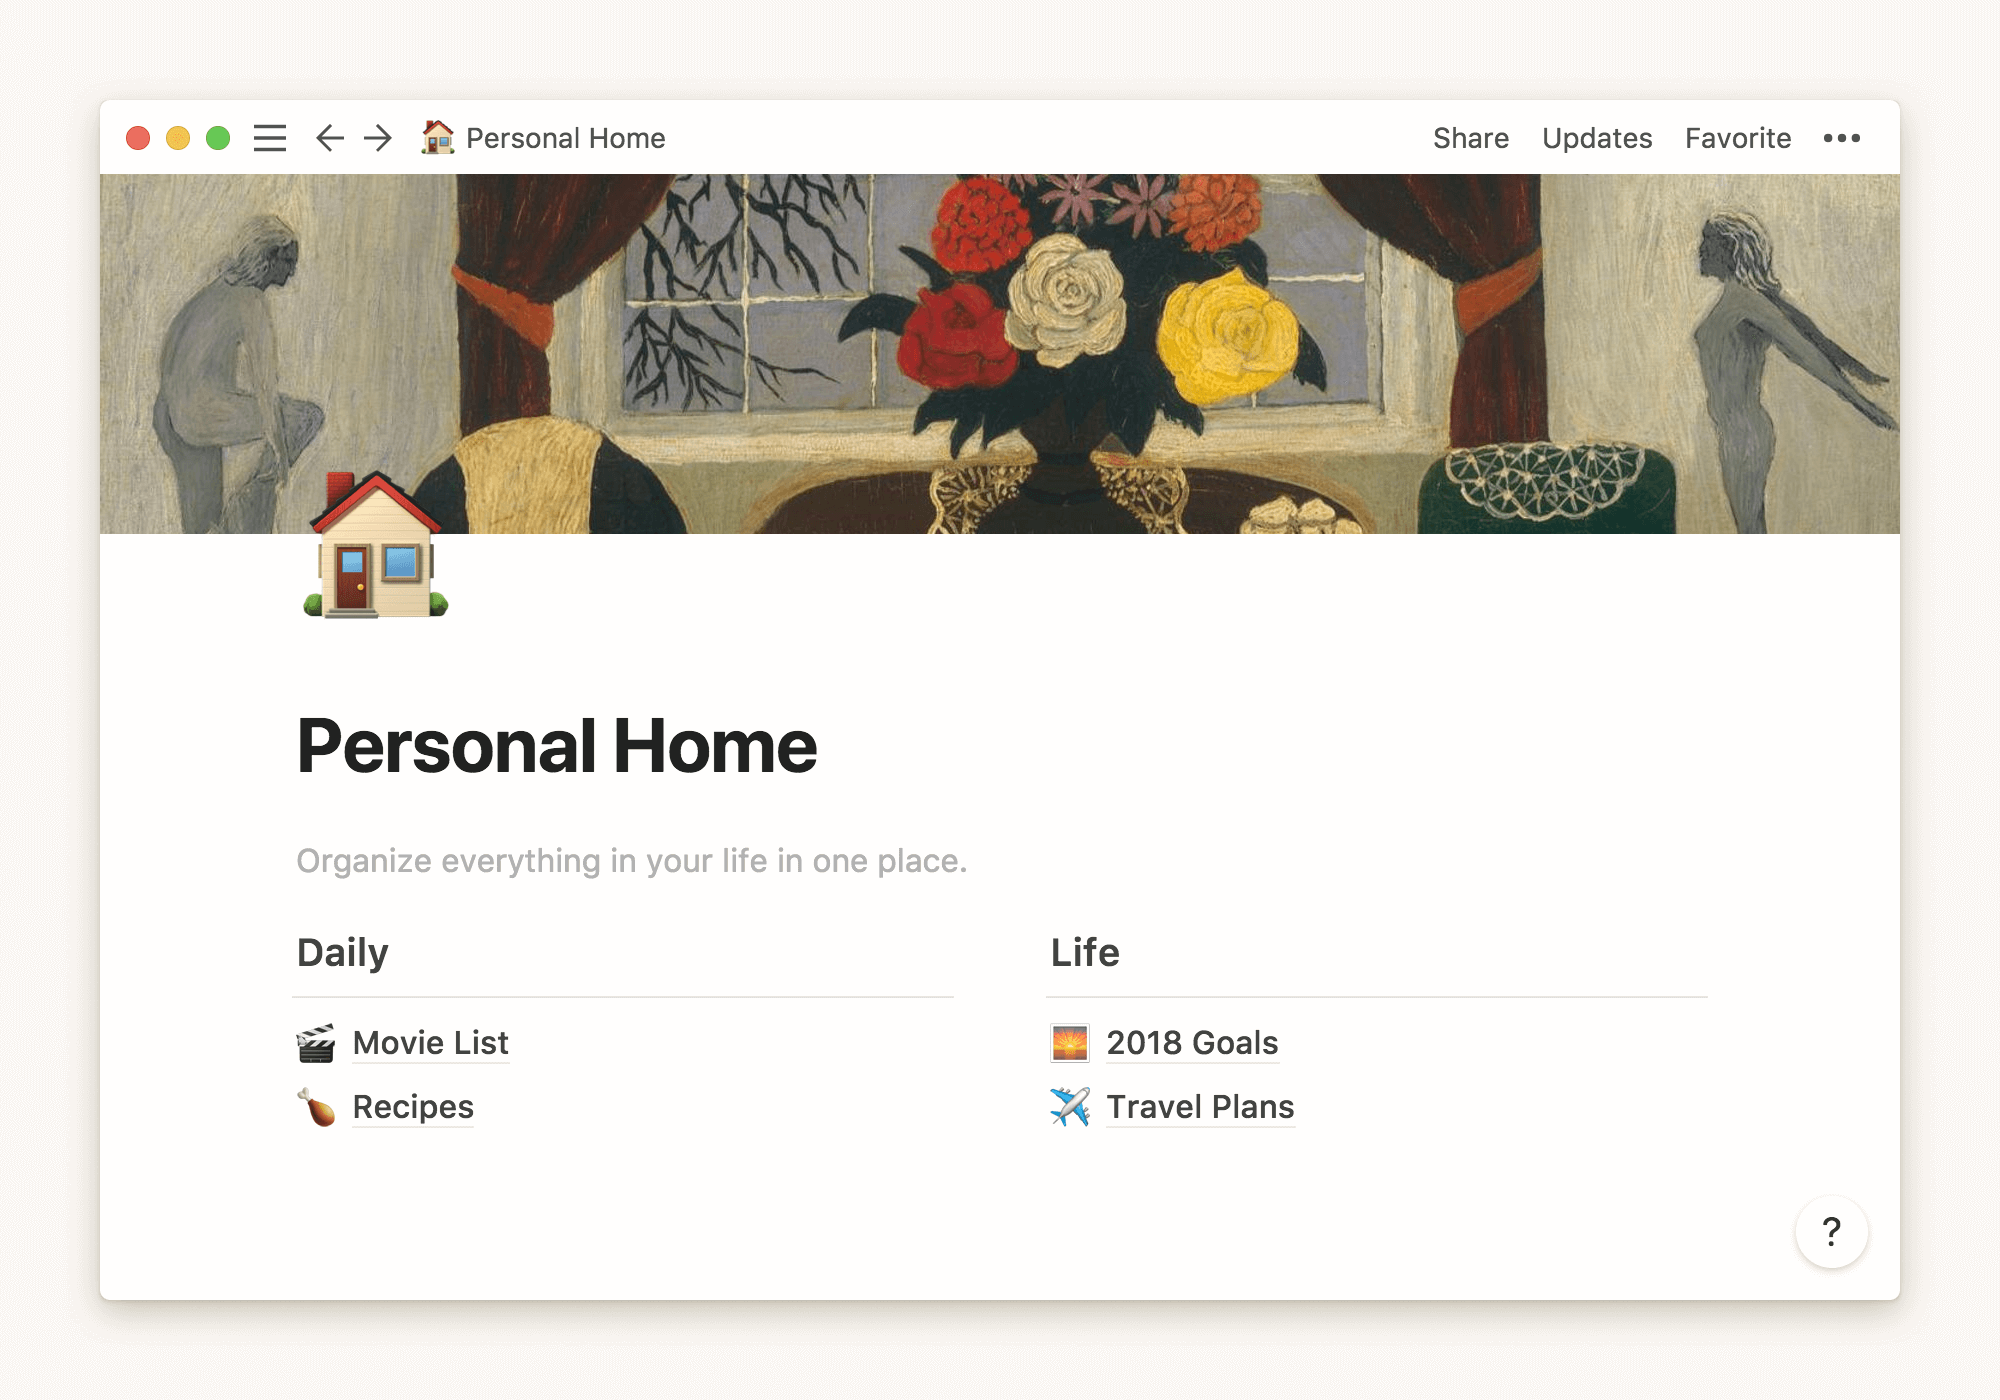 Personal Home
Share Updates Favorite •••
Personal Home
Organize everything in your life in one place.
Daily
Movie List
Recipes
Life
2018 Goals
Travel Plans
?